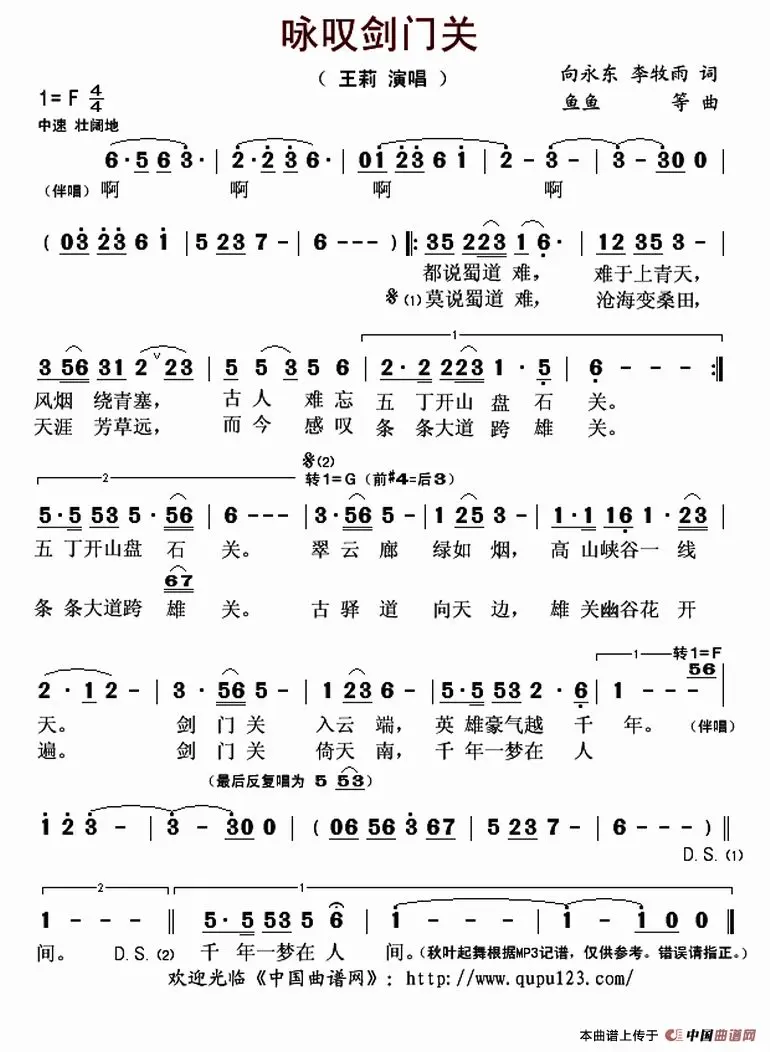 咏叹剑门关
（ 王莉 演唱 ）
向永东 李牧雨 词
鱼鱼 等 曲
1= F 4/4
中速 壮阔地
6·5 6 3· | 2·2 3 6· | 01 23 6 1 | 2 - 3 - | 3 - 30 0 |
(伴唱) 啊 啊 啊 啊
( 03 23 6 1 | 5 23 7 - | 6 - - - ) ‖: 35 223 1 6· | 12 35 3 - |
都说蜀道 难， 难于上青天，
𝄋 (1) 莫说蜀道 难， 沧海变桑田，
1
3 56 31 2 v 23 | 5 5 3 5 6 | 2·2 223 1·5 | 6 - - - :‖
风烟 绕青塞， 古 人 难忘 五 丁开山 盘 石 关。
天涯 芳草远， 而 今 感叹 条 条大道 跨 雄 关。
𝄋 (2)
2 转1=G（前#4=后3）
5·5 53 5·56 | 6 - - - | 3·56 5 - | 1 25 3 - | 1·1 16 1·23 |
五 丁开山盘 石 关。 翠 云 廊 绿如 烟， 高 山峡谷一 线
67
条 条大道跨 雄 关。 古 驿 道 向天 边， 雄 关幽谷花 开
1 转1=F
2·1 2 - | 3·56 5 - | 1 23 6 - | 5·5 53 2·6 | 1 - - - 56 |
天。 剑 门 关 入云 端， 英 雄豪气越 千 年。 (伴唱)
遍。 剑 门 关 倚天 南， 千 年一梦在 人
（最后反复唱为 5 53）
1 2 3 - | 3 - 30 0 | ( 06 56 3 67 | 5 23 7 - | 6 - - - ) ‖
D. S. (1)
2 1
1 - - - ‖ 5·5 53 5 6 | 1 - - - | 1 - 10 0 ‖
间。 D. S. (2) 千 年一梦在 人 间。（秋叶起舞根据MP3记谱，仅供参考。错误请指正。）
欢迎光临《中国曲谱网》：http://www.qupu123.com/
本曲谱上传于 中国曲谱网